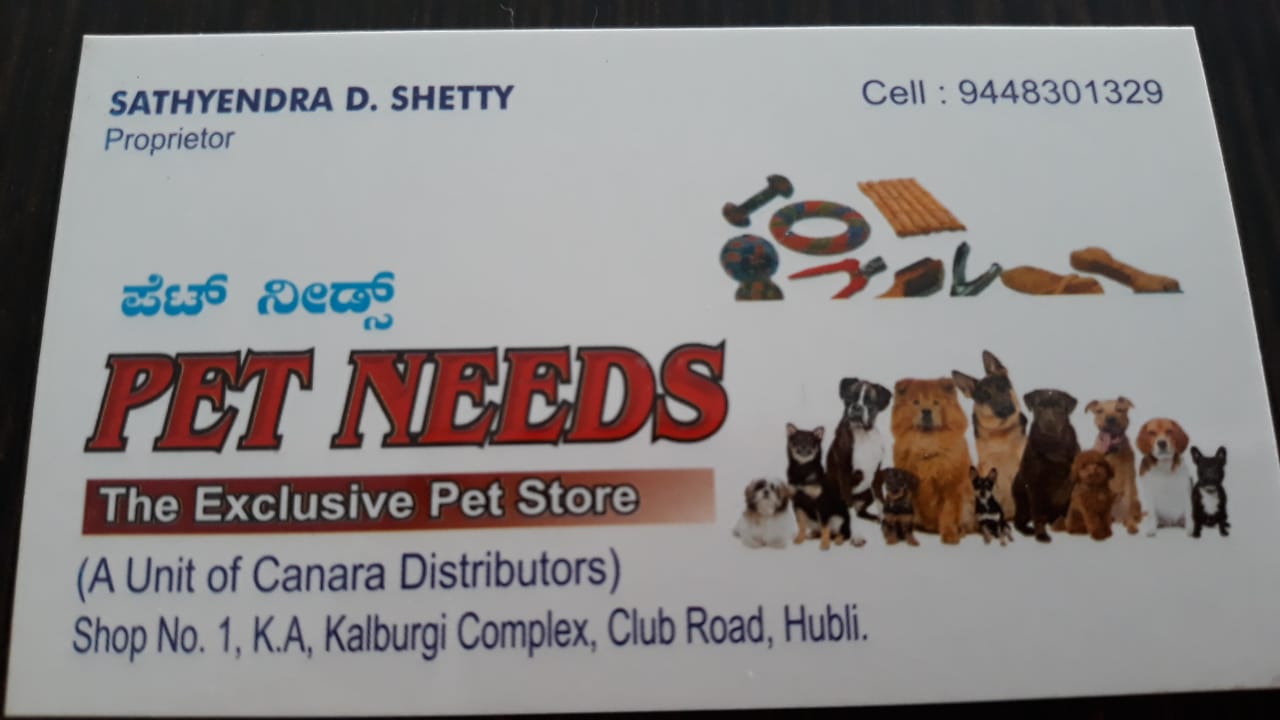 SATHYENDRA D. SHETTY
Proprietor
Cell : 9448301329
ಪೆಟ್ ನೀಡ್ಸ್
PET NEEDS
The Exclusive Pet Store
(A Unit of Canara Distributors)
Shop No. 1, K.A, Kalburgi Complex, Club Road, Hubli.